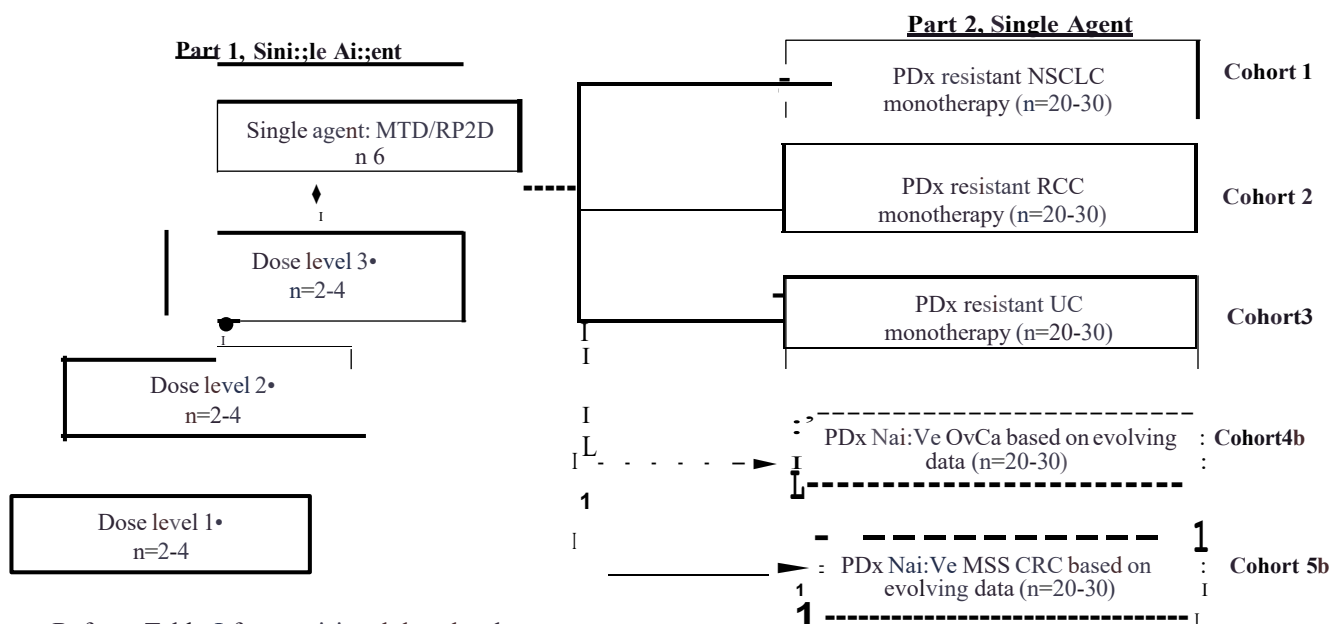 Part 1, Sini:;le Ai:;ent
Single agent: MTD/RP2D
n 6
Dose level 3•
n=2-4
Dose level 2•
n=2-4
Dose level 1•
n=2-4
Part 2, Single Agent
PDx resistant NSCLC
monotherapy (n=20-30)
Cohort 1
PDx resistant RCC
monotherapy (n=20-30)
Cohort 2
PDx resistant UC
monotherapy (n=20-30)
Cohort3
PDx Nai:Ve OvCa based on evolving
data (n=20-30)
Cohort4b
PDx Nai:Ve MSS CRC based on
evolving data (n=20-30)
Cohort 5b